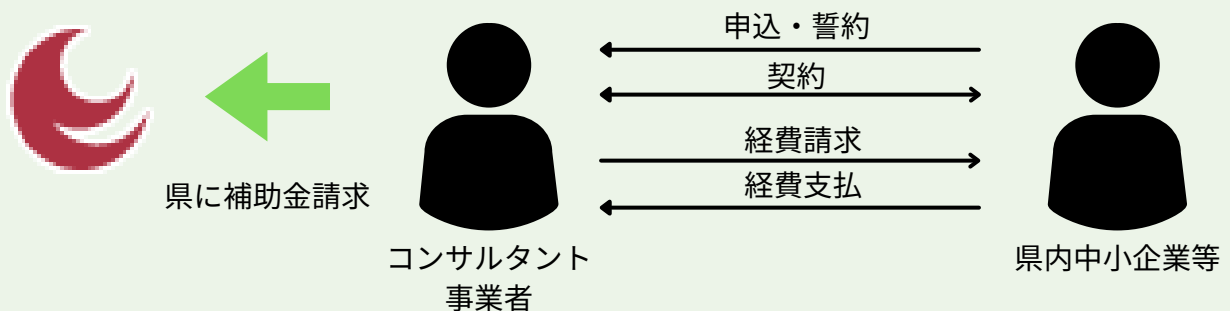 申込・誓約
契約
経費請求
経費支払
県に補助金請求
コンサルタント
事業者
県内中小企業等